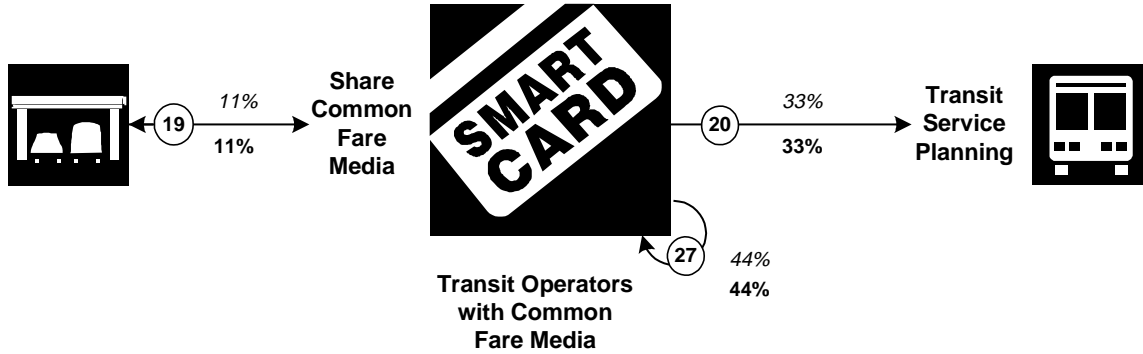 19
11%
11%
Share
Common
Fare
Media
SMART
CARD
20
33%
33%
Transit
Service
Planning
27
44%
44%
Transit Operators
with Common
Fare Media